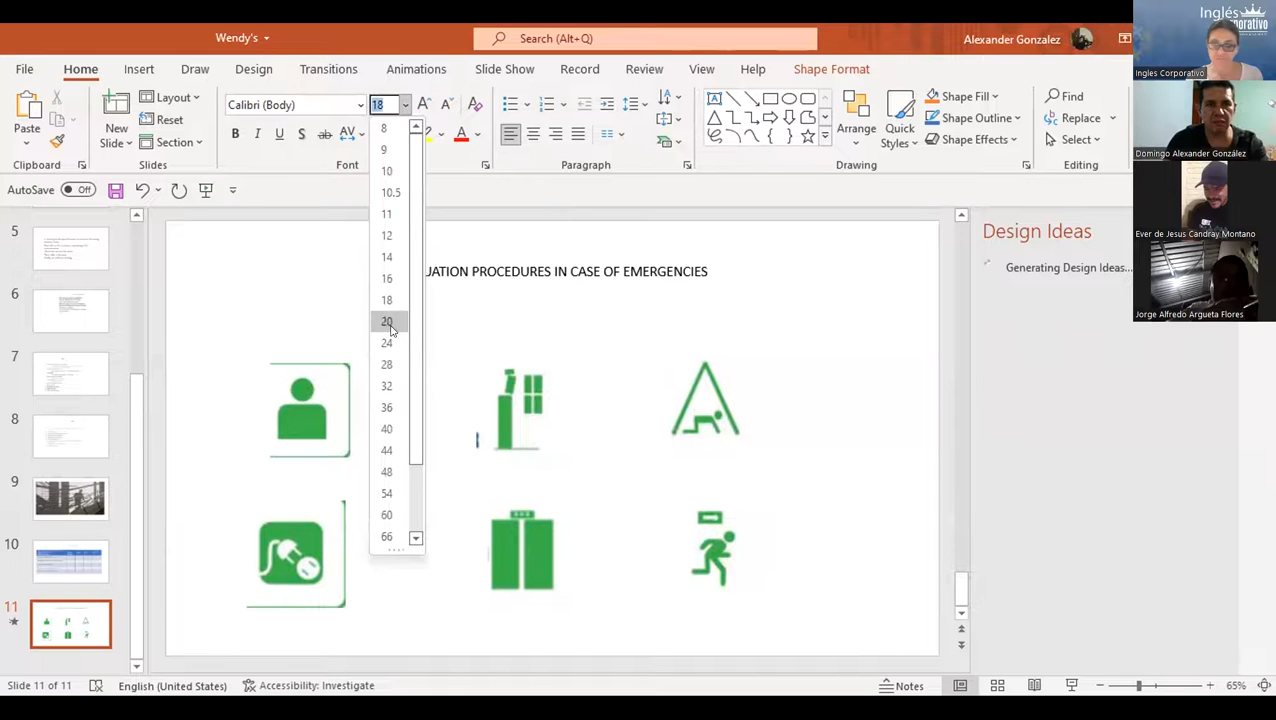 Wendy's
Search (Alt+Q)
Alexander Gonzalez
File
Home
Insert
Draw
Design
Transitions
Animations
Slide Show
Record
Review
View
Help
Shape Format
Paste
Clipboard
New
Slide
Layout
Reset
Section
Slides
Calibri (Body)
18
Font
Paragraph
Arrange
Quick
Styles
Shape Fill
Shape Outline
Shape Effects
Drawing
Find
Replace
Select
Editing
AutoSave
Off
8
9
10
10.5
11
12
14
16
18
20
24
28
32
36
40
44
48
54
60
66
5
6
7
8
9
10
11
UATION PROCEDURES IN CASE OF EMERGENCIES
Design Ideas
Generating Design Ideas...
Inglés
Corporativo
Ingles Corporativo
Domingo Alexander González
Ever de Jesus Candray Montano
Jorge Alfredo Argueta Flores
Slide 11 of 11
English (United States)
Accessibility: Investigate
Notes
65%